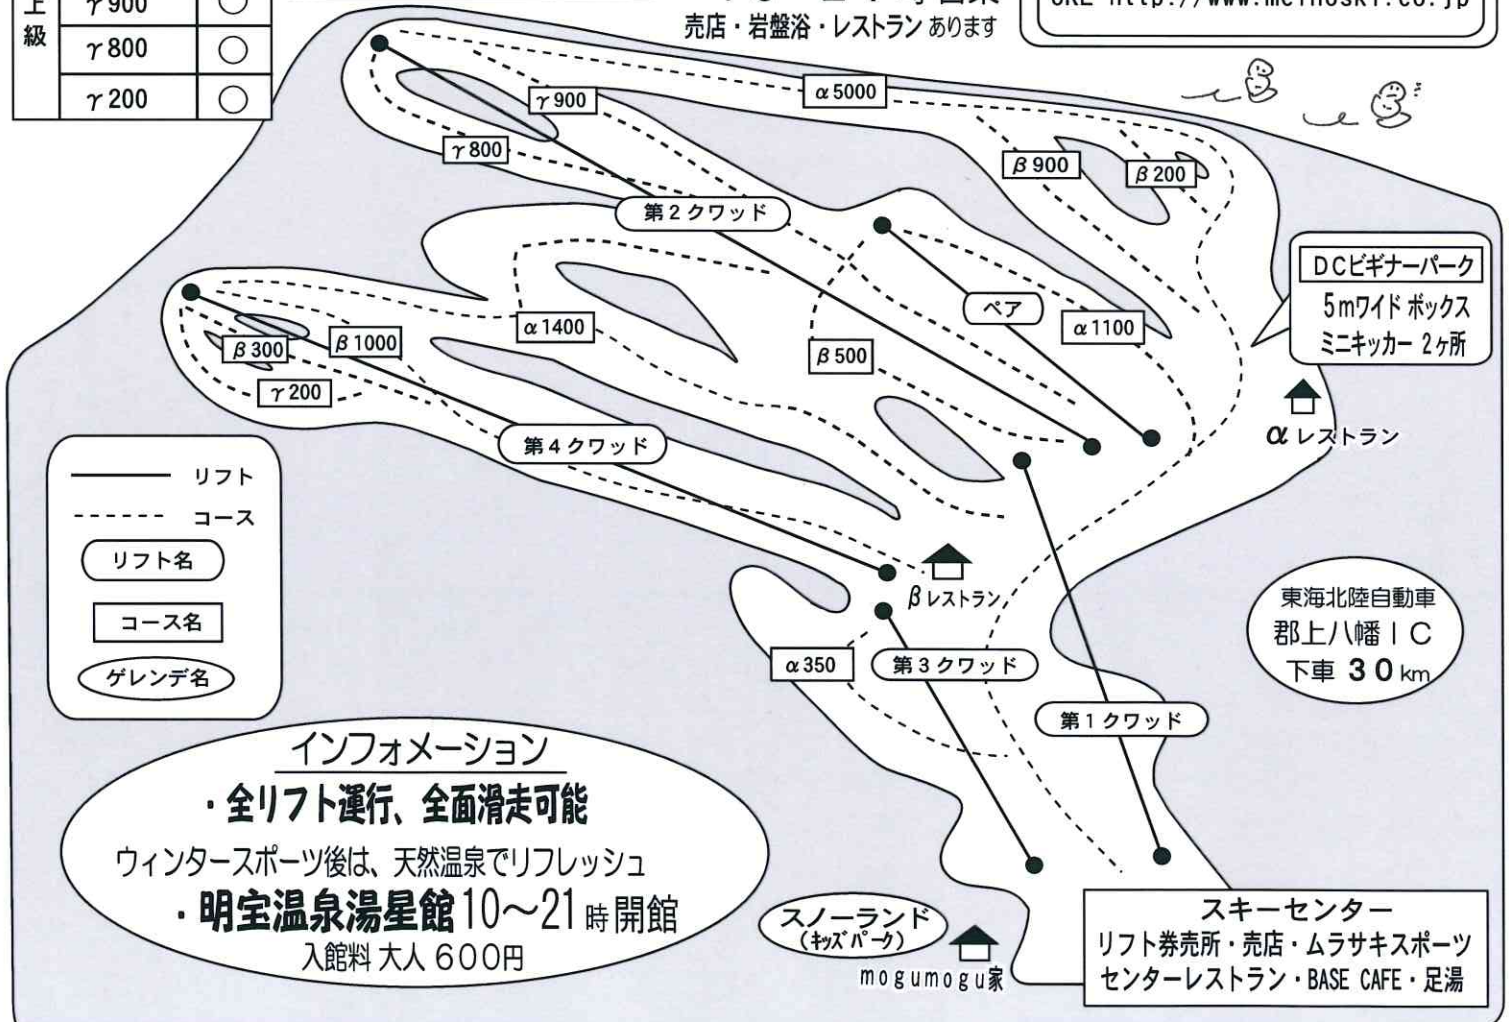 上級
γ900 ○
γ800 ○
γ200 ○
売店・岩盤浴・レストラン あります
URL http://www.meihoski.co.jp
α5000
γ900
γ800
β900
β200
第2クワッド
DCビギナーパーク
5mワイド ボックス
ミニキッカー 2ヶ所
ペア
α1100
α1400
β500
β300
β1000
γ200
αレストラン
第4クワッド
リフト
コース
リフト名
コース名
ゲレンデ名
βレストラン
東海北陸自動車
郡上八幡IC
下車 30km
α350
第3クワッド
第1クワッド
インフォメーション
・全リフト運行、全面滑走可能
ウィンタースポーツ後は、天然温泉でリフレッシュ
・明宝温泉湯星館10~21時開館
入館料 大人 600円
スノーランド
(キッズパーク)
mogumogu家
スキーセンター
リフト券売所・売店・ムラサキスポーツ
センターレストラン・BASE CAFE・足湯